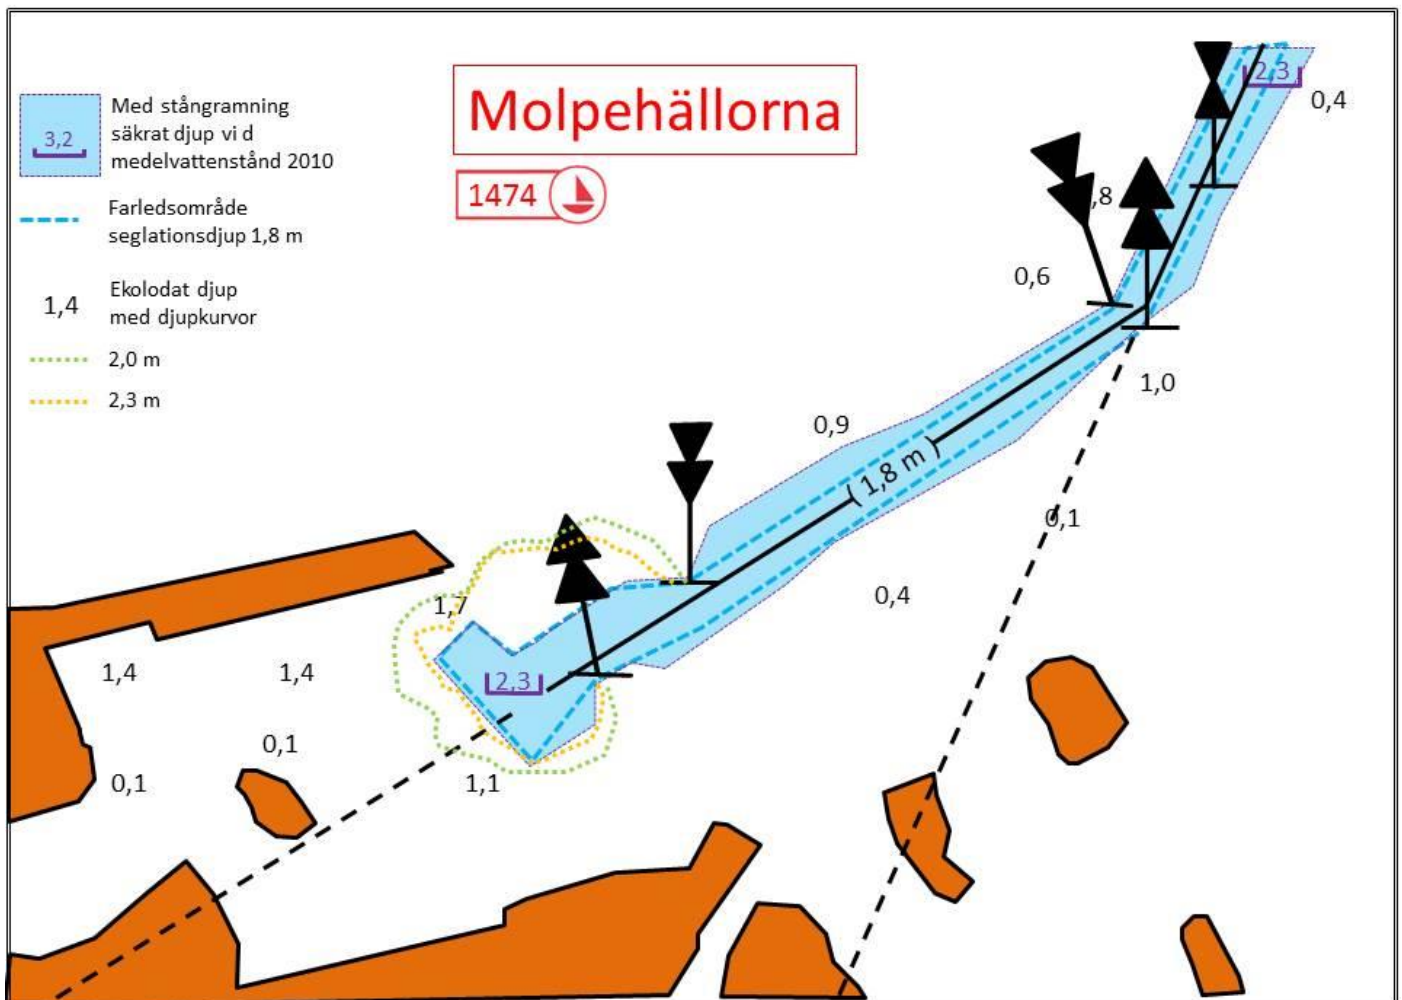 Molpehällorna
1474
3,2
Med stångramning
säkrat djup vi d
medelvattenstånd 2010
Farledsområde
seglationsdjup 1,8 m
1,4
Ekolodat djup
med djupkurvor
2,0 m
2,3 m
2,3
0,4
,8
0,6
1,0
0,9
( 1,8 m )
0,1
0,4
1,7
1,4
1,4
2,3
0,1
0,1
1,1